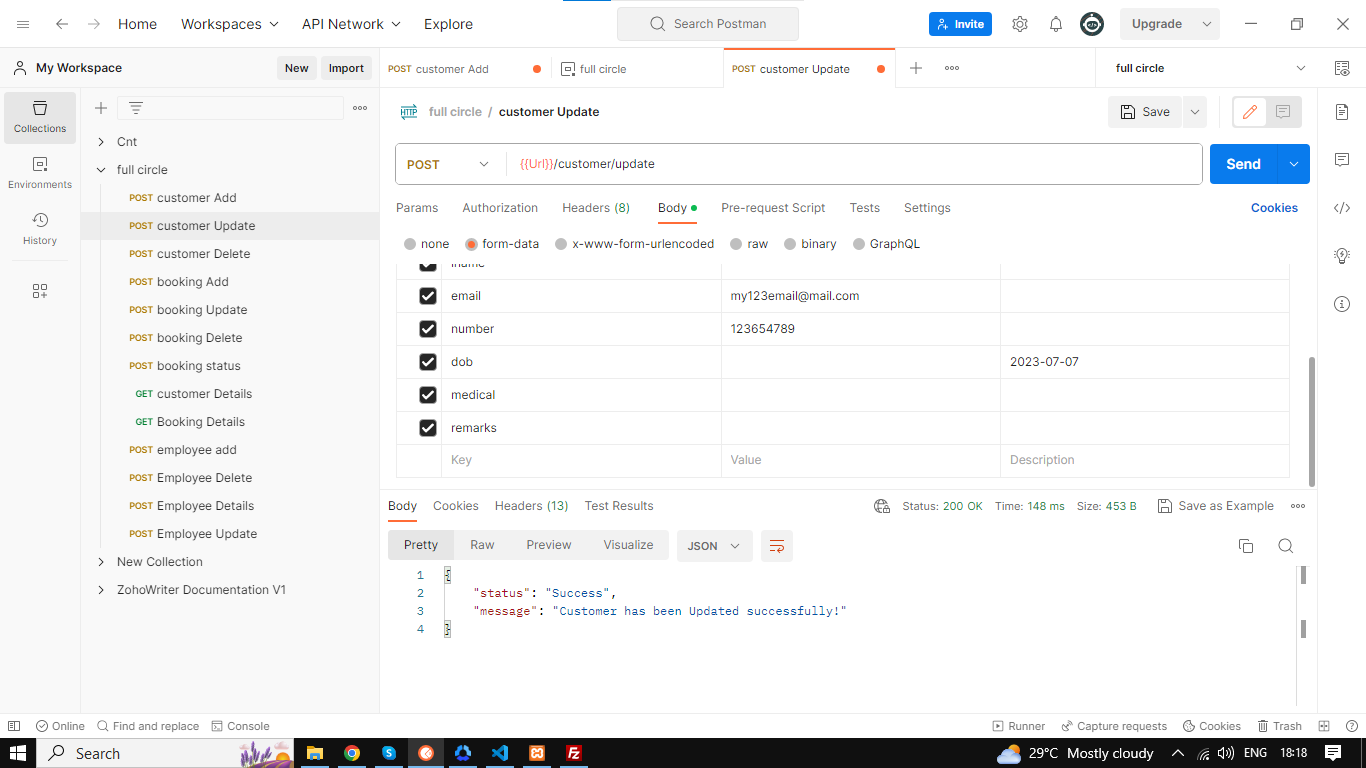 Home Workspaces API Network Explore Search Postman Invite Upgrade
My Workspace New Import POST customer Add full circle POST customer Update full circle
Collections
Environments
History
Cnt
full circle
POST customer Add
POST customer Update
POST customer Delete
POST booking Add
POST booking Update
POST booking Delete
POST booking status
GET customer Details
GET Booking Details
POST employee add
POST Employee Delete
POST Employee Details
POST Employee Update
New Collection
ZohoWriter Documentation V1
HTTP full circle / customer Update Save
POST {{Url}}/customer/update Send
Params Authorization Headers (8) Body Pre-request Script Tests Settings Cookies
none form-data x-www-form-urlencoded raw binary GraphQL
lname
email my123email@mail.com
number 123654789
dob 2023-07-07
medical
remarks
Key Value Description
Body Cookies Headers (13) Test Results Status: 200 OK Time: 148 ms Size: 453 B Save as Example
Pretty Raw Preview Visualize JSON
1 {
2 "status": "Success",
3 "message": "Customer has been Updated successfully!"
4 }
Online Find and replace Console Runner Capture requests Cookies Trash
Search 29°C Mostly cloudy ENG 18:18